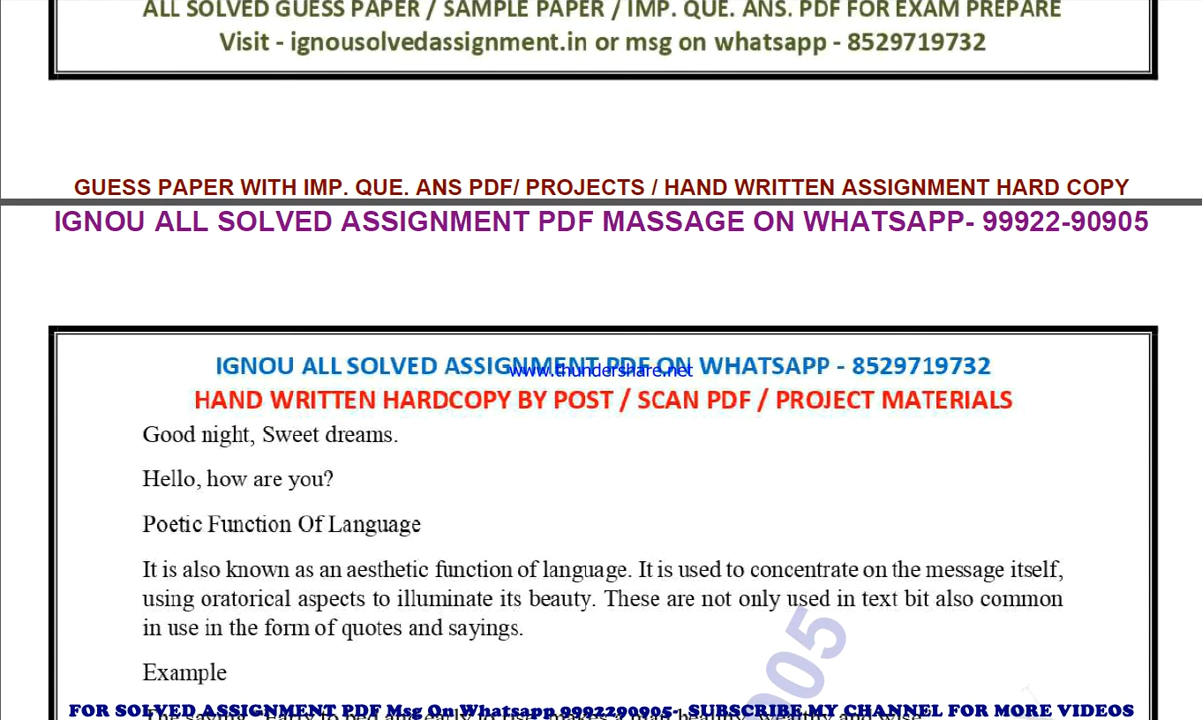 ALL SOLVED GUESS PAPER / SAMPLE PAPER / IMP. QUE. ANS. PDF FOR EXAM PREPARE
Visit - ignousolvedassignment.in or msg on whatsapp - 8529719732
GUESS PAPER WITH IMP. QUE. ANS PDF/ PROJECTS / HAND WRITTEN ASSIGNMENT HARD COPY
IGNOU ALL SOLVED ASSIGNMENT PDF MASSAGE ON WHATSAPP- 99922-90905
IGNOU ALL SOLVED ASSIGNMENT PDF ON WHATSAPP - 8529719732
www.thundershare.net
HAND WRITTEN HARDCOPY BY POST / SCAN PDF / PROJECT MATERIALS
Good night, Sweet dreams.
Hello, how are you?
Poetic Function Of Language
It is also known as an aesthetic function of language. It is used to concentrate on the message itself,
using oratorical aspects to illuminate its beauty. These are not only used in text bit also common
in use in the form of quotes and sayings.
Example
FOR SOLVED ASSIGNMENT PDF Msg On Whatsapp 9992290905- SUBSCRIBE MY CHANNEL FOR MORE VIDEOS
905